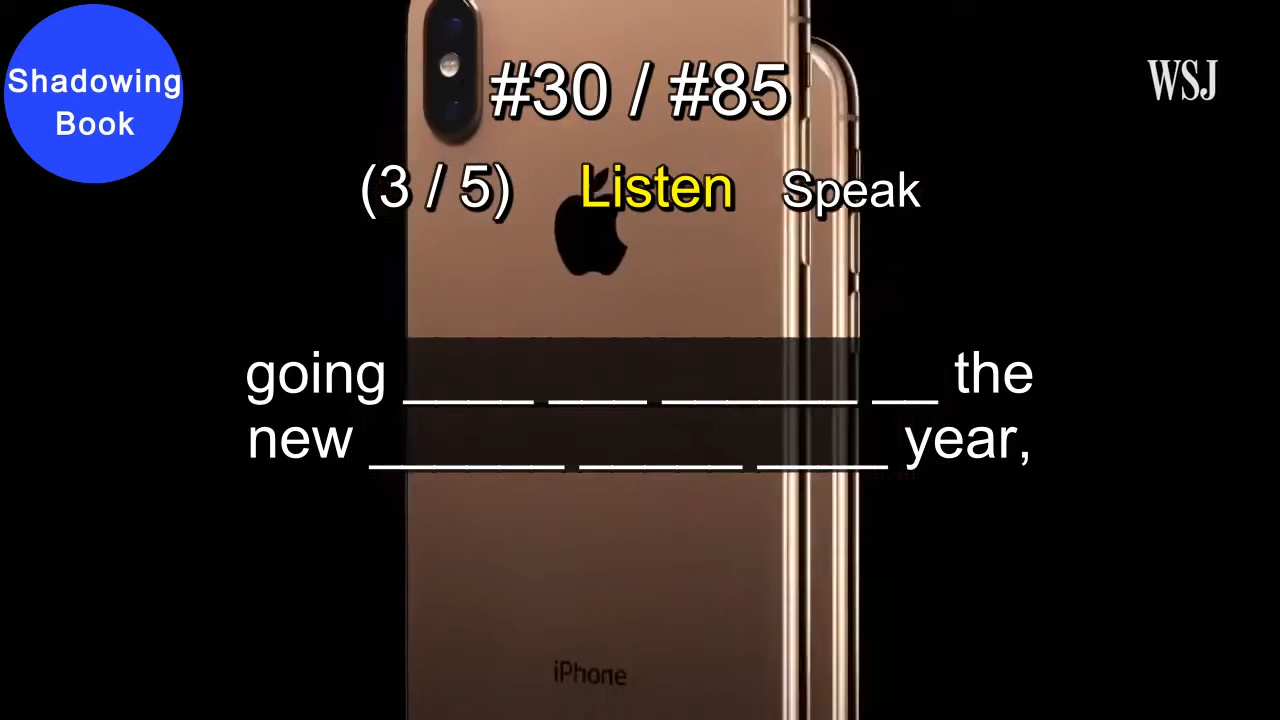 Shadowing
Book
#30 / #85
WSJ
(3 / 5) Listen Speak
going ____ ___ ______ __ the
new ______ _____ ____ year,
iPhone